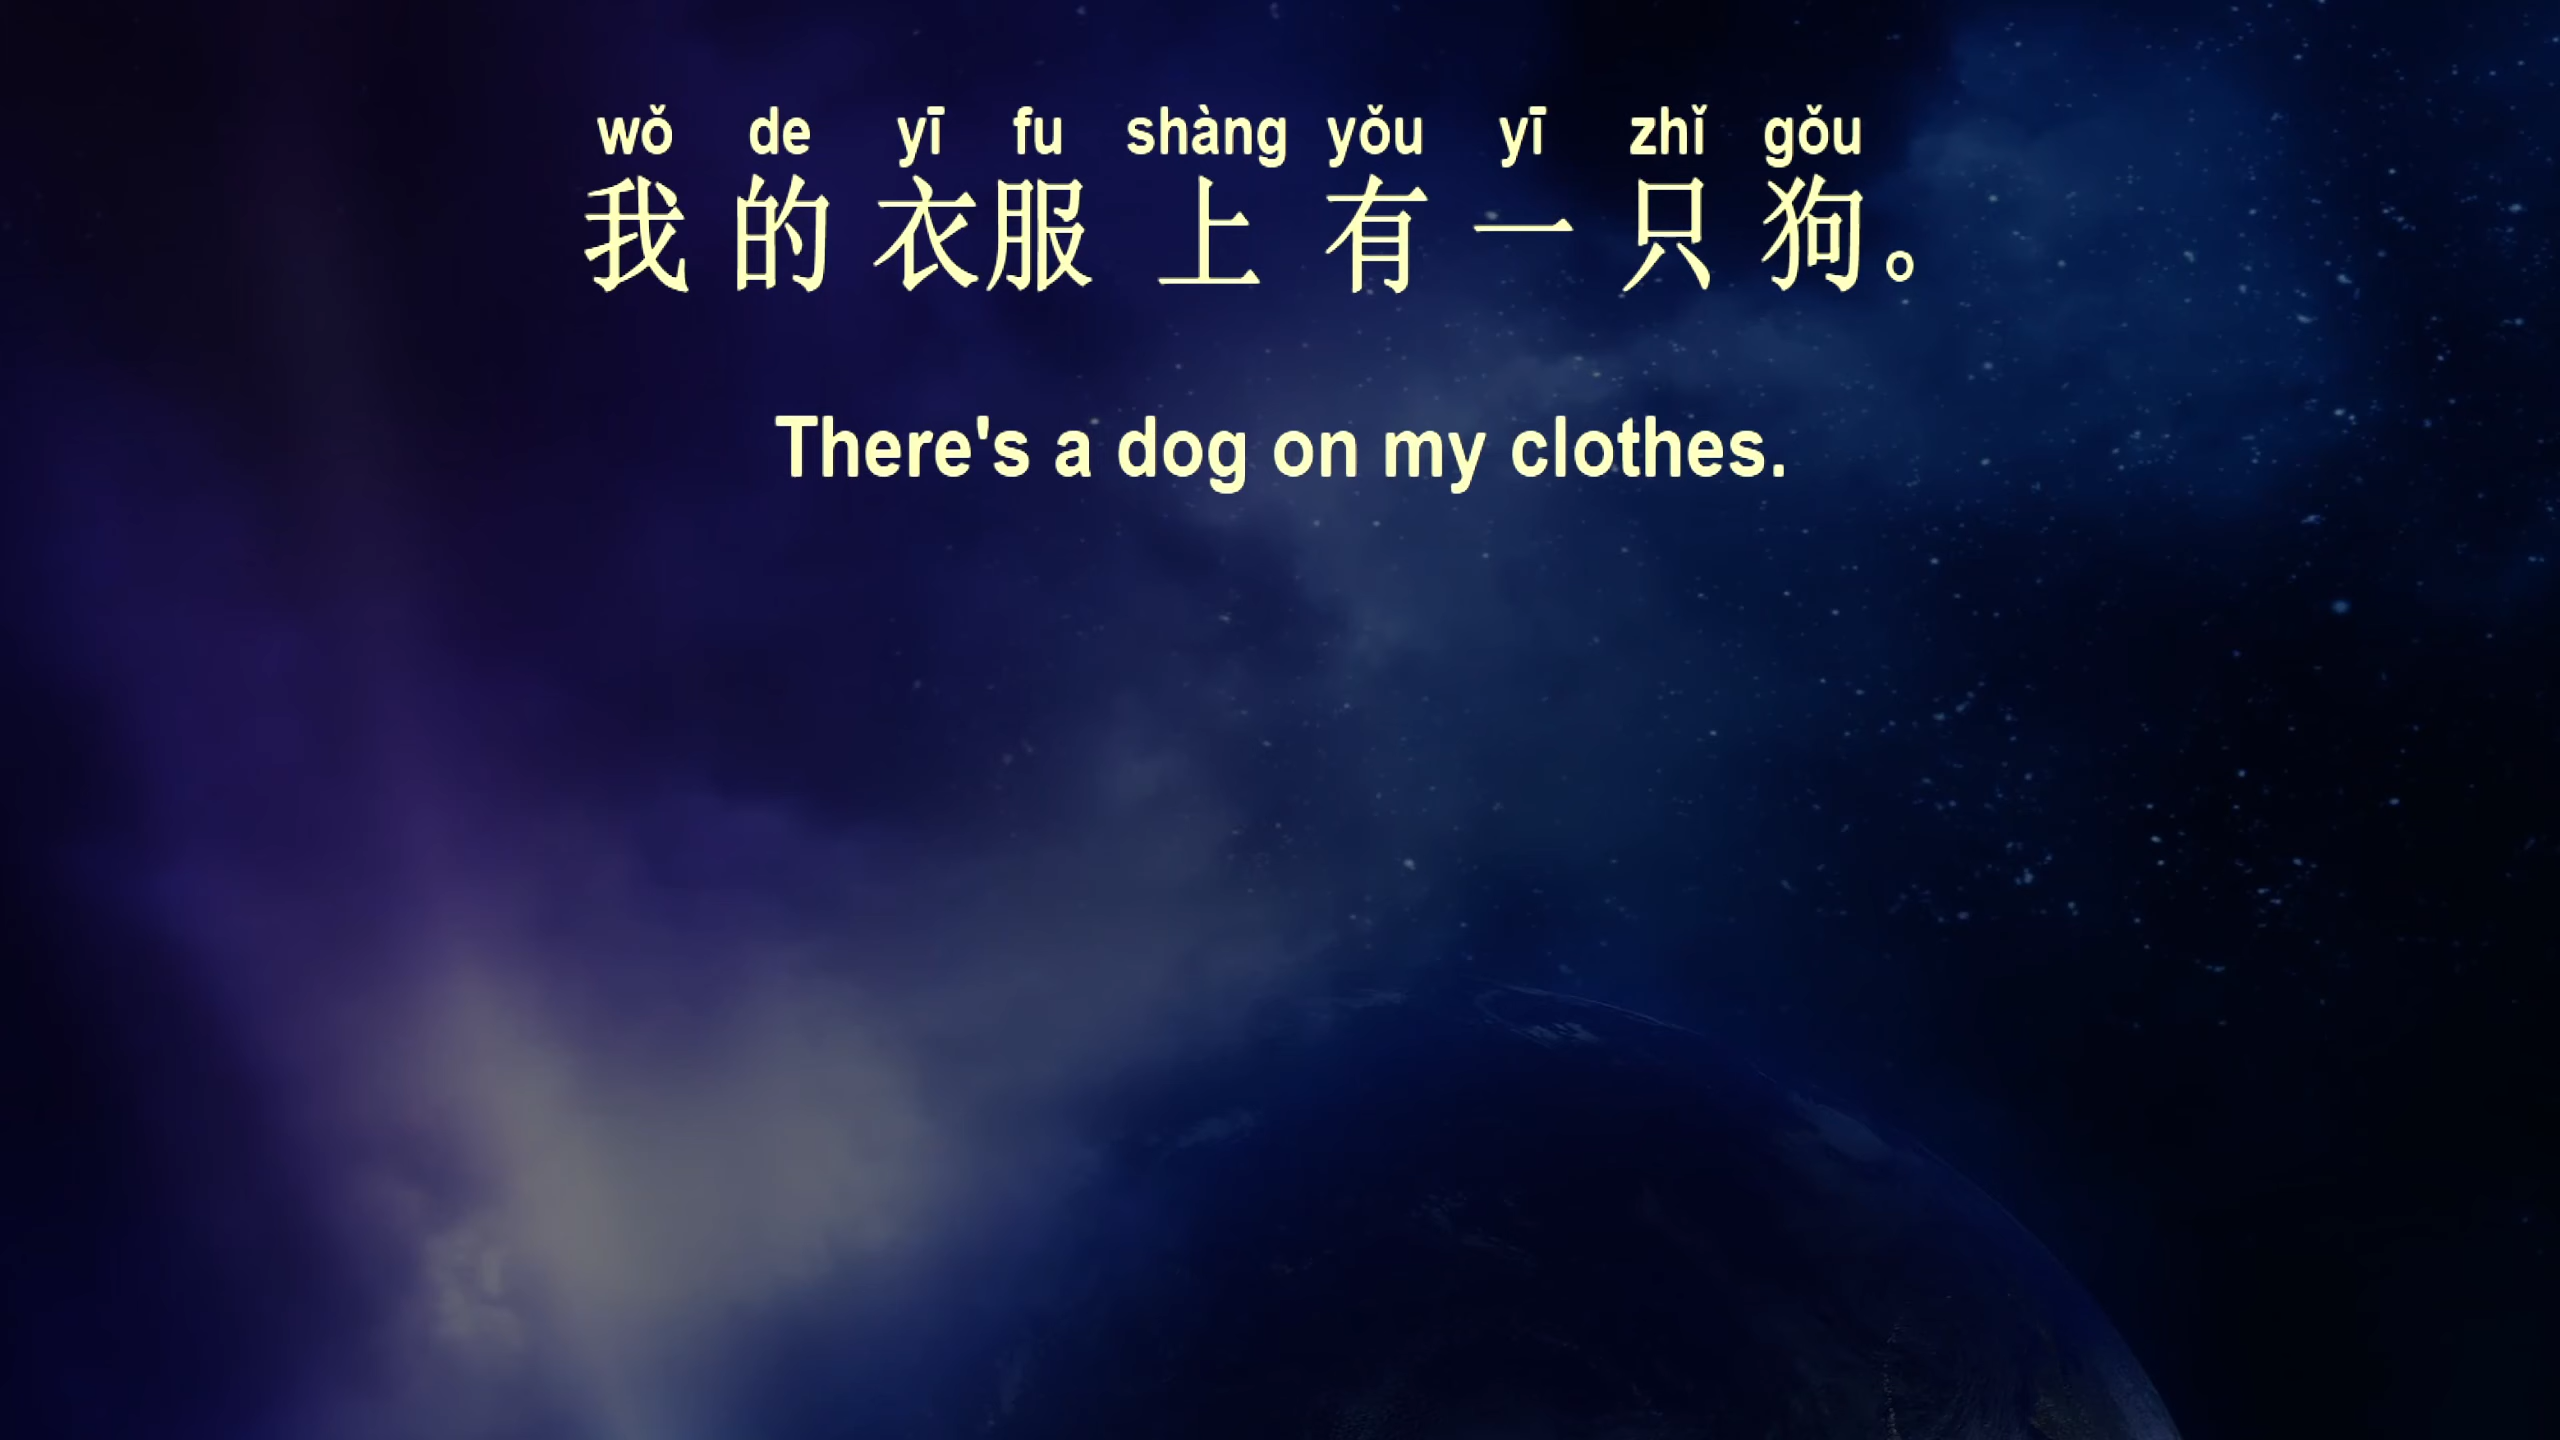 wǒ de yī fu shàng yǒu yī zhǐ gǒu
我 的 衣服 上 有 一 只 狗。
There's a dog on my clothes.